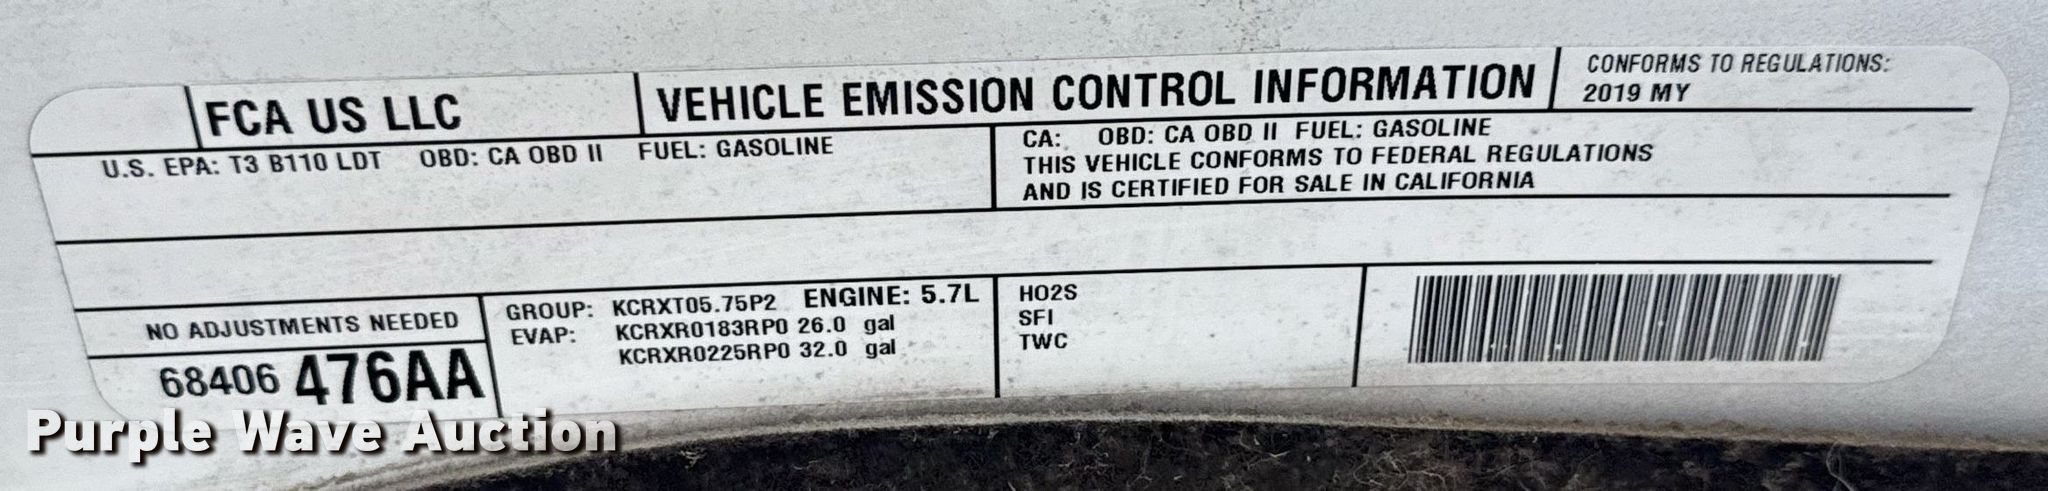 FCA US LLC
VEHICLE EMISSION CONTROL INFORMATION
CONFORMS TO REGULATIONS:
2019 MY
U.S. EPA: T3 B110 LDT OBD: CA OBD II FUEL: GASOLINE
CA: OBD: CA OBD II FUEL: GASOLINE
THIS VEHICLE CONFORMS TO FEDERAL REGULATIONS
AND IS CERTIFIED FOR SALE IN CALIFORNIA
NO ADJUSTMENTS NEEDED
68406 476AA
GROUP: KCRXT05.75P2 ENGINE: 5.7L
EVAP: KCRXR0183RP0 26.0 gal
KCRXR0225RP0 32.0 gal
HO2S
SFI
TWC
Purple Wave Auction